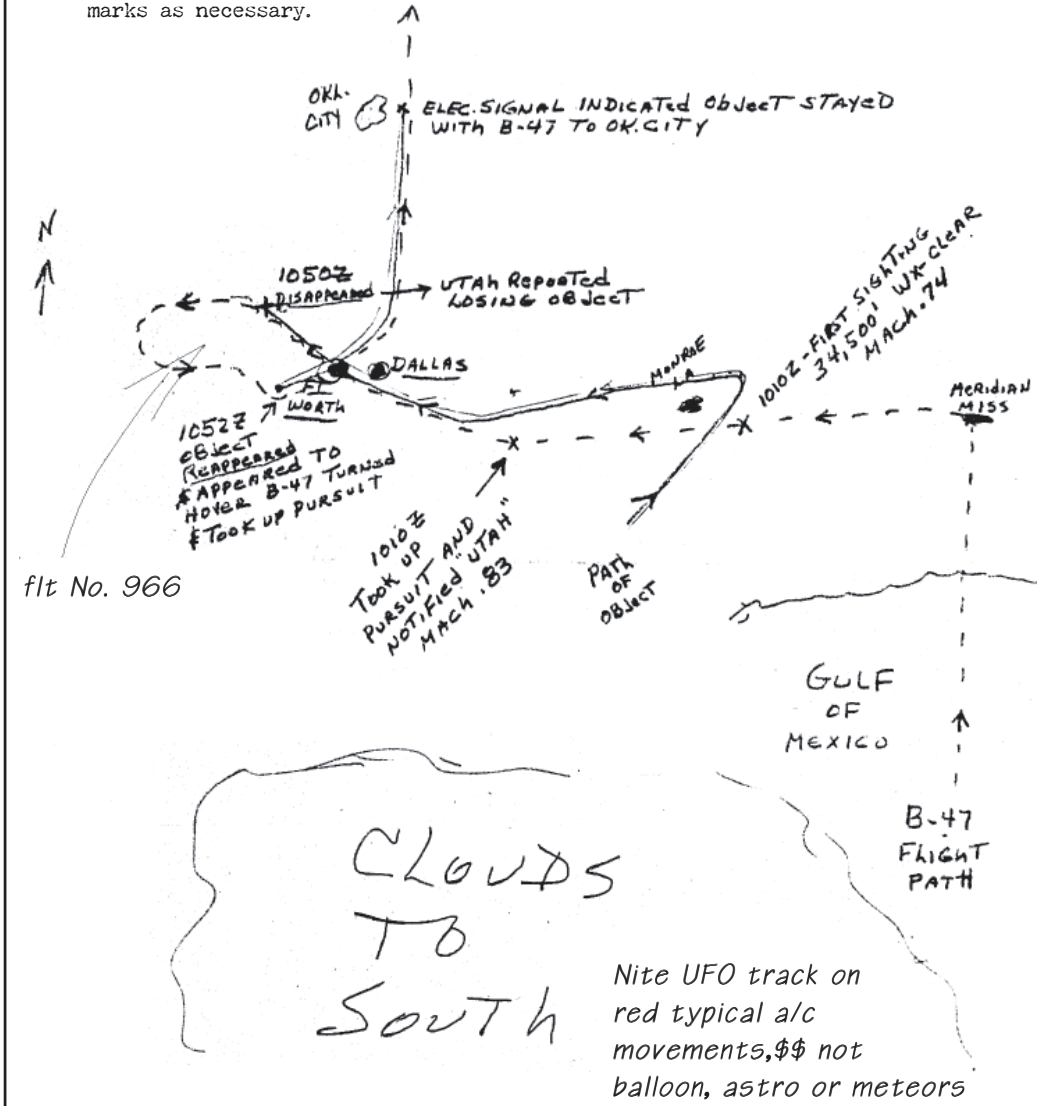 marks as necessary.
OKL.
CITY
ELEC. SIGNAL INDICATED OBJECT STAYED
WITH B-47 TO OK. CITY
N
1050Z
DISAPPEARED
UTAH REPORTED
LOSING OBJECT
1010Z - FIRST SIGHTING
34,500' WX-CLEAR
MACH .74
MONROE
LA
MERIDIAN
MISS
DALLAS
FT
WORTH
1052Z
OBJECT
REAPPEARED
& APPEARED TO
HOVER B-47 TURNED
& TOOK UP PURSUIT
1010Z
TOOK UP
PURSUIT AND
NOTIFIED "UTAH"
MACH .83
PATH
OF
OBJECT
flt No. 966
GULF
OF
MEXICO
B-47
FLIGHT
PATH
CLOUDS
TO
SOUTH
Nite UFO track on
red typical a/c
movements,$$ not
balloon, astro or meteors